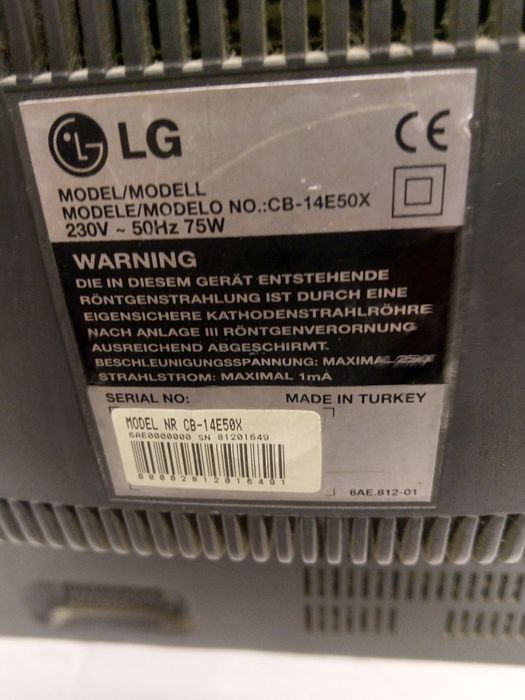 LG
CE
MODEL/MODELL
MODELE/MODELO NO.:CB-14E50X
230V ~ 50Hz 75W
WARNING
DIE IN DIESEM GERÄT ENTSTEHENDE
RÖNTGENSTRAHLUNG IST DURCH EINE
EIGENSICHERE KATHODENSTRAHLRÖHRE
NACH ANLAGE III RÖNTGENVERORNUNG
AUSREICHEND ABGESCHIRMT.
BESCHLEUNIGUNGSSPANNUNG: MAXIMAL
STRAHLSTROM: MAXIMAL 1mA
SERIAL NO: MADE IN TURKEY
MODEL NR CB-14E50X
6AE0000000 SN 81201649
00002812016491
6AE.812-01